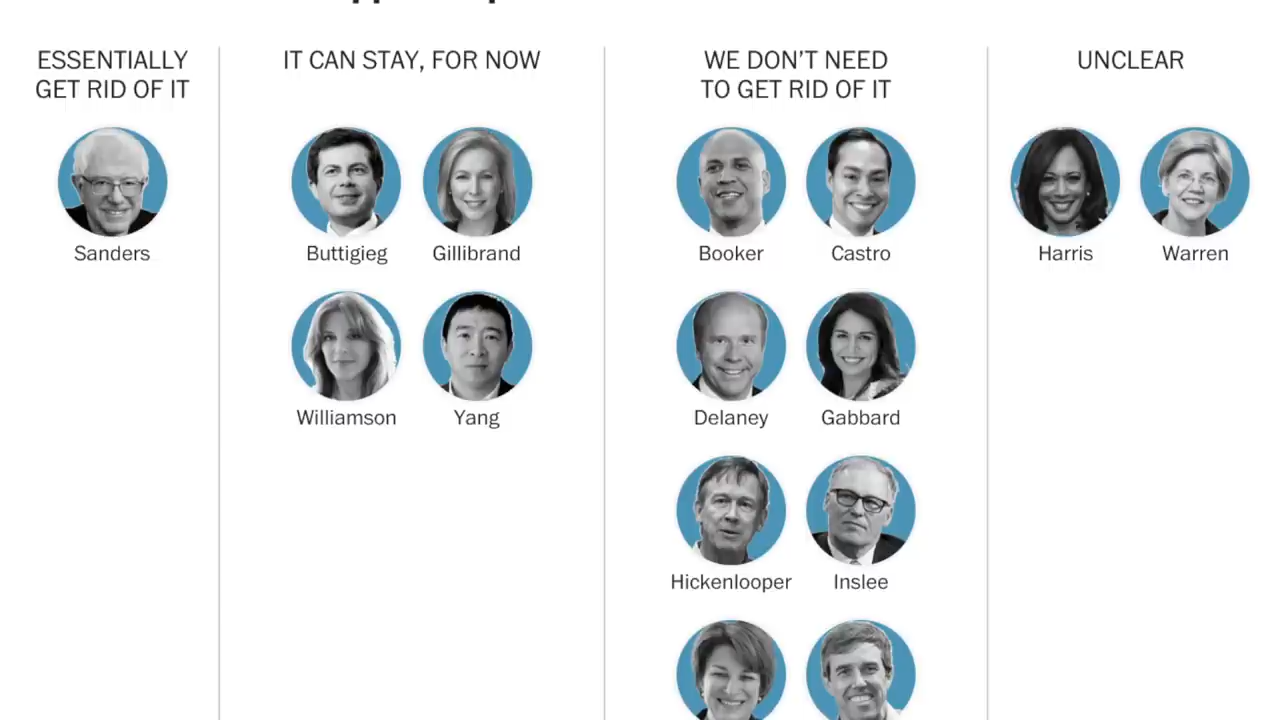 ESSENTIALLY
GET RID OF IT
Sanders
IT CAN STAY, FOR NOW
Buttigieg Gillibrand
Williamson Yang
WE DON'T NEED
TO GET RID OF IT
Booker Castro
Delaney Gabbard
Hickenlooper Inslee
UNCLEAR
Harris Warren